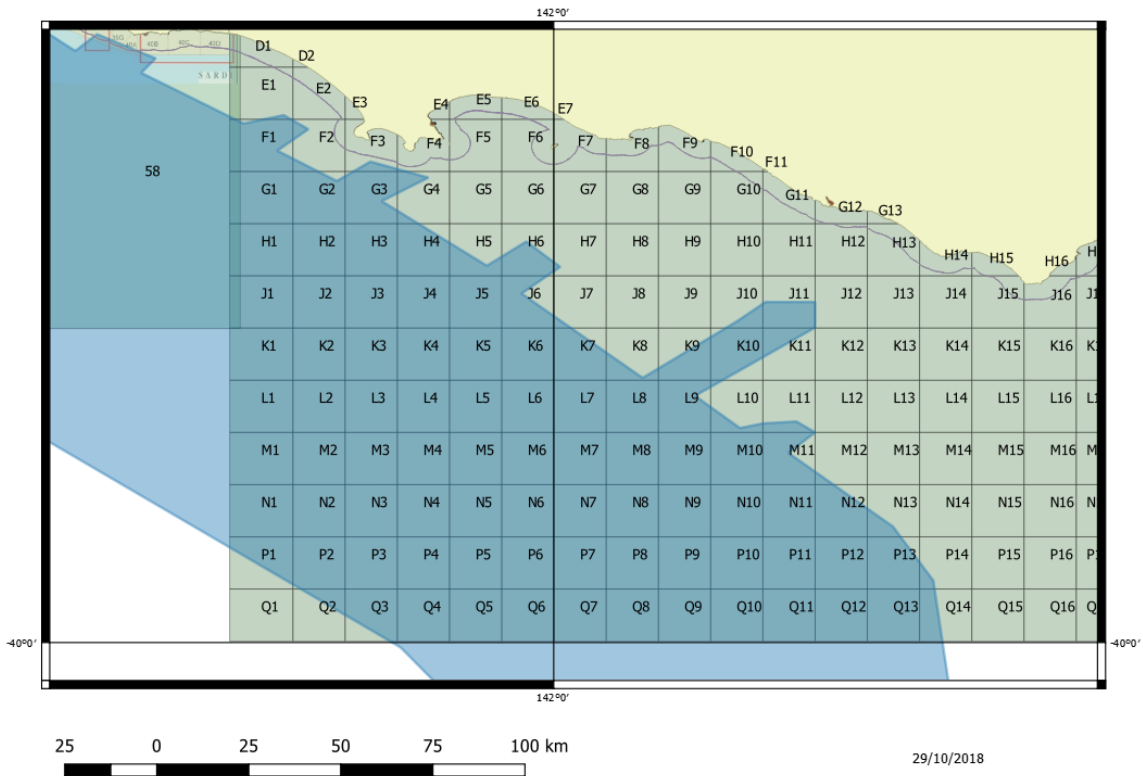 142°0'
40B
40D
SARDI
D1
D2
E1 E2 E3 E4 E5 E6 E7
F1 F2 F3 F4 F5 F6 F7 F8 F9 F10 F11
58
G1 G2 G3 G4 G5 G6 G7 G8 G9 G10 G11 G12 G13
H1 H2 H3 H4 H5 H6 H7 H8 H9 H10 H11 H12 H13 H14 H15 H16 H
J1 J2 J3 J4 J5 J6 J7 J8 J9 J10 J11 J12 J13 J14 J15 J16 J1
K1 K2 K3 K4 K5 K6 K7 K8 K9 K10 K11 K12 K13 K14 K15 K16 K1
L1 L2 L3 L4 L5 L6 L7 L8 L9 L10 L11 L12 L13 L14 L15 L16 L1
M1 M2 M3 M4 M5 M6 M7 M8 M9 M10 M11 M12 M13 M14 M15 M16 M
N1 N2 N3 N4 N5 N6 N7 N8 N9 N10 N11 N12 N13 N14 N15 N16 N
P1 P2 P3 P4 P5 P6 P7 P8 P9 P10 P11 P12 P13 P14 P15 P16 P1
Q1 Q2 Q3 Q4 Q5 Q6 Q7 Q8 Q9 Q10 Q11 Q12 Q13 Q14 Q15 Q16 Q
-40°0' -40°0'
142°0'
25 0 25 50 75 100 km
29/10/2018